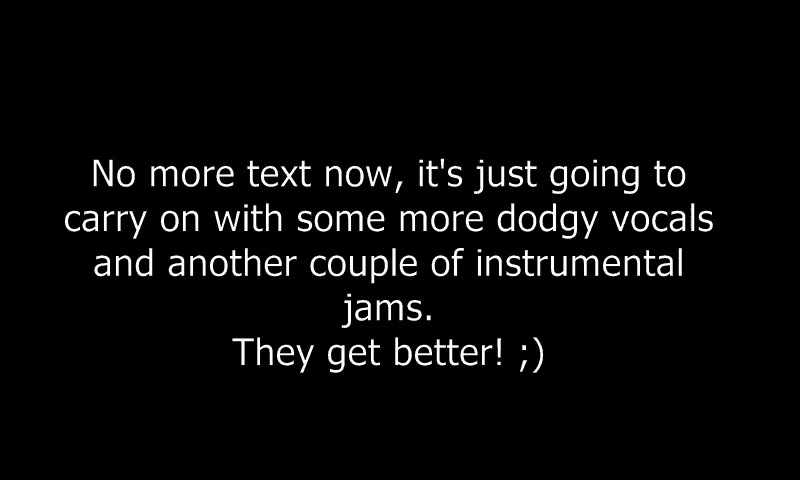 No more text now, it's just going to
carry on with some more dodgy vocals
and another couple of instrumental
jams.
They get better! ;)